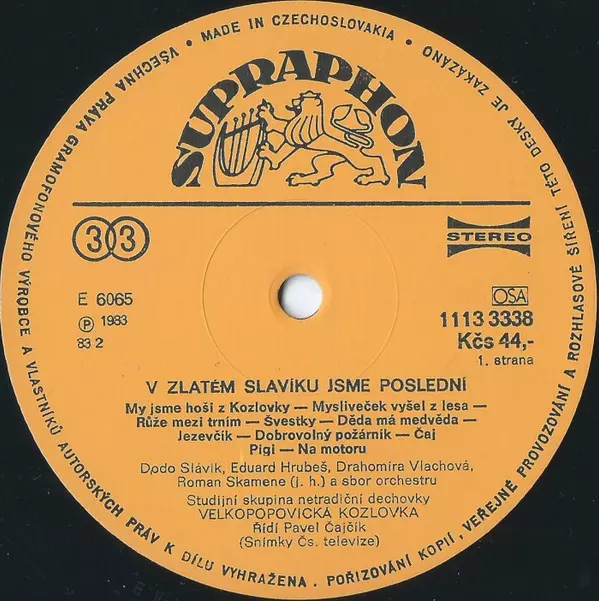 VŠECHNA PRÁVA GRAMOFONOVÉHO VÝROBCE A VLASTNÍKŮ AUTORSKÝCH PRÁV K DÍLU VYHRAŽENA. POŘIZOVÁNÍ KOPIÍ, VEŘEJNÉ PROVOZOVÁNÍ A ROZHLASOVÉ ŠÍŘENÍ TÉTO DESKY JE ZAKÁZÁNO • MADE IN CZECHOSLOVAKIA •
SUPRAPHON
33
STEREO
E 6065
Ⓟ 1983
83 2
OSA
1113 3338
Kčs 44,-
1. strana
V ZLATÉM SLAVÍKU JSME POSLEDNÍ
My jsme hoši z Kozlovky — Mysliveček vyšel z lesa —
Růže mezi trním — Švestky — Děda má medvěda —
Jezevčík — Dobrovolný požárník — Čaj
Pigi — Na motoru
Dodo Slávik, Eduard Hrubeš, Drahomíra Vlachová,
Roman Skamene (j. h.) a sbor orchestru
Studijní skupina netradiční dechovky
VELKOPOPOVICKÁ KOZLOVKA
Řídí Pavel Čajčík
(Snímky Čs. televize)